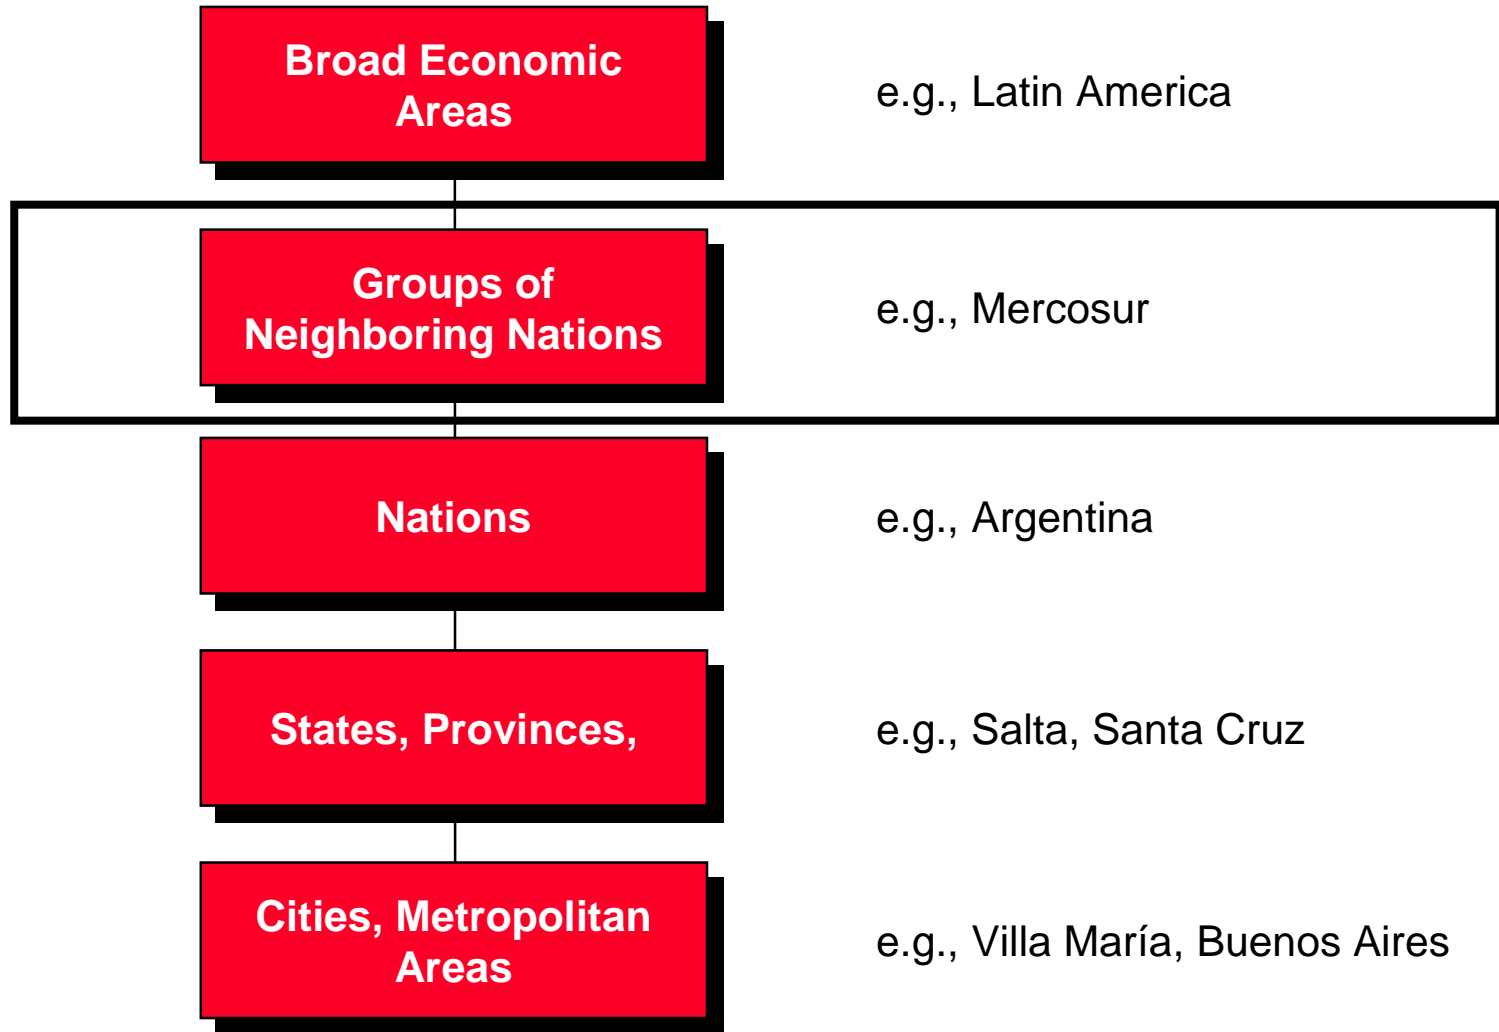 Broad Economic
Areas
e.g., Latin America
Groups of
Neighboring Nations
e.g., Mercosur
Nations
e.g., Argentina
States, Provinces,
e.g., Salta, Santa Cruz
Cities, Metropolitan
Areas
e.g., Villa María, Buenos Aires